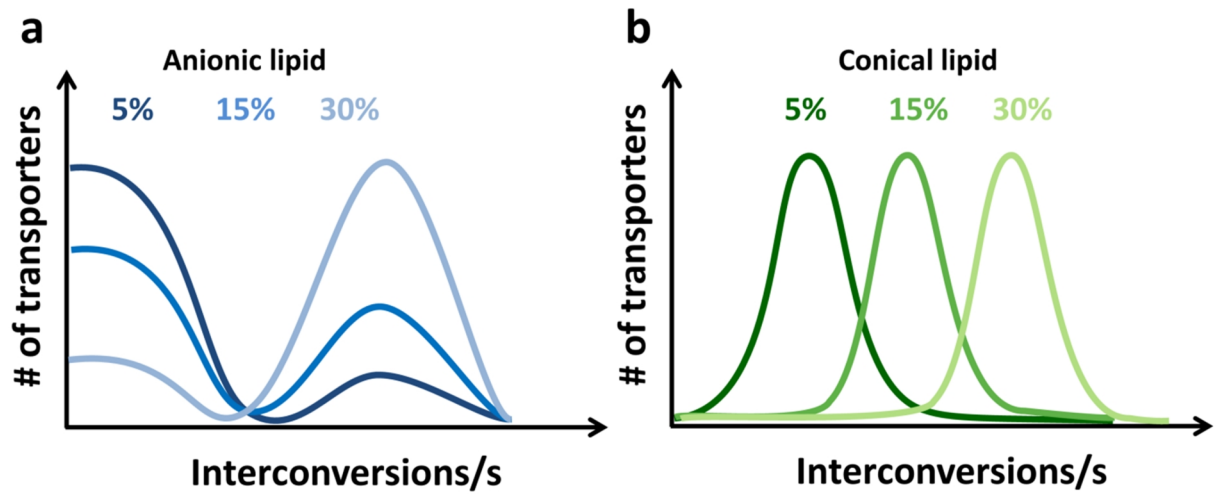 a
Anionic lipid
5% 15% 30%
# of transporters
Interconversions/s
b
Conical lipid
5% 15% 30%
# of transporters
Interconversions/s